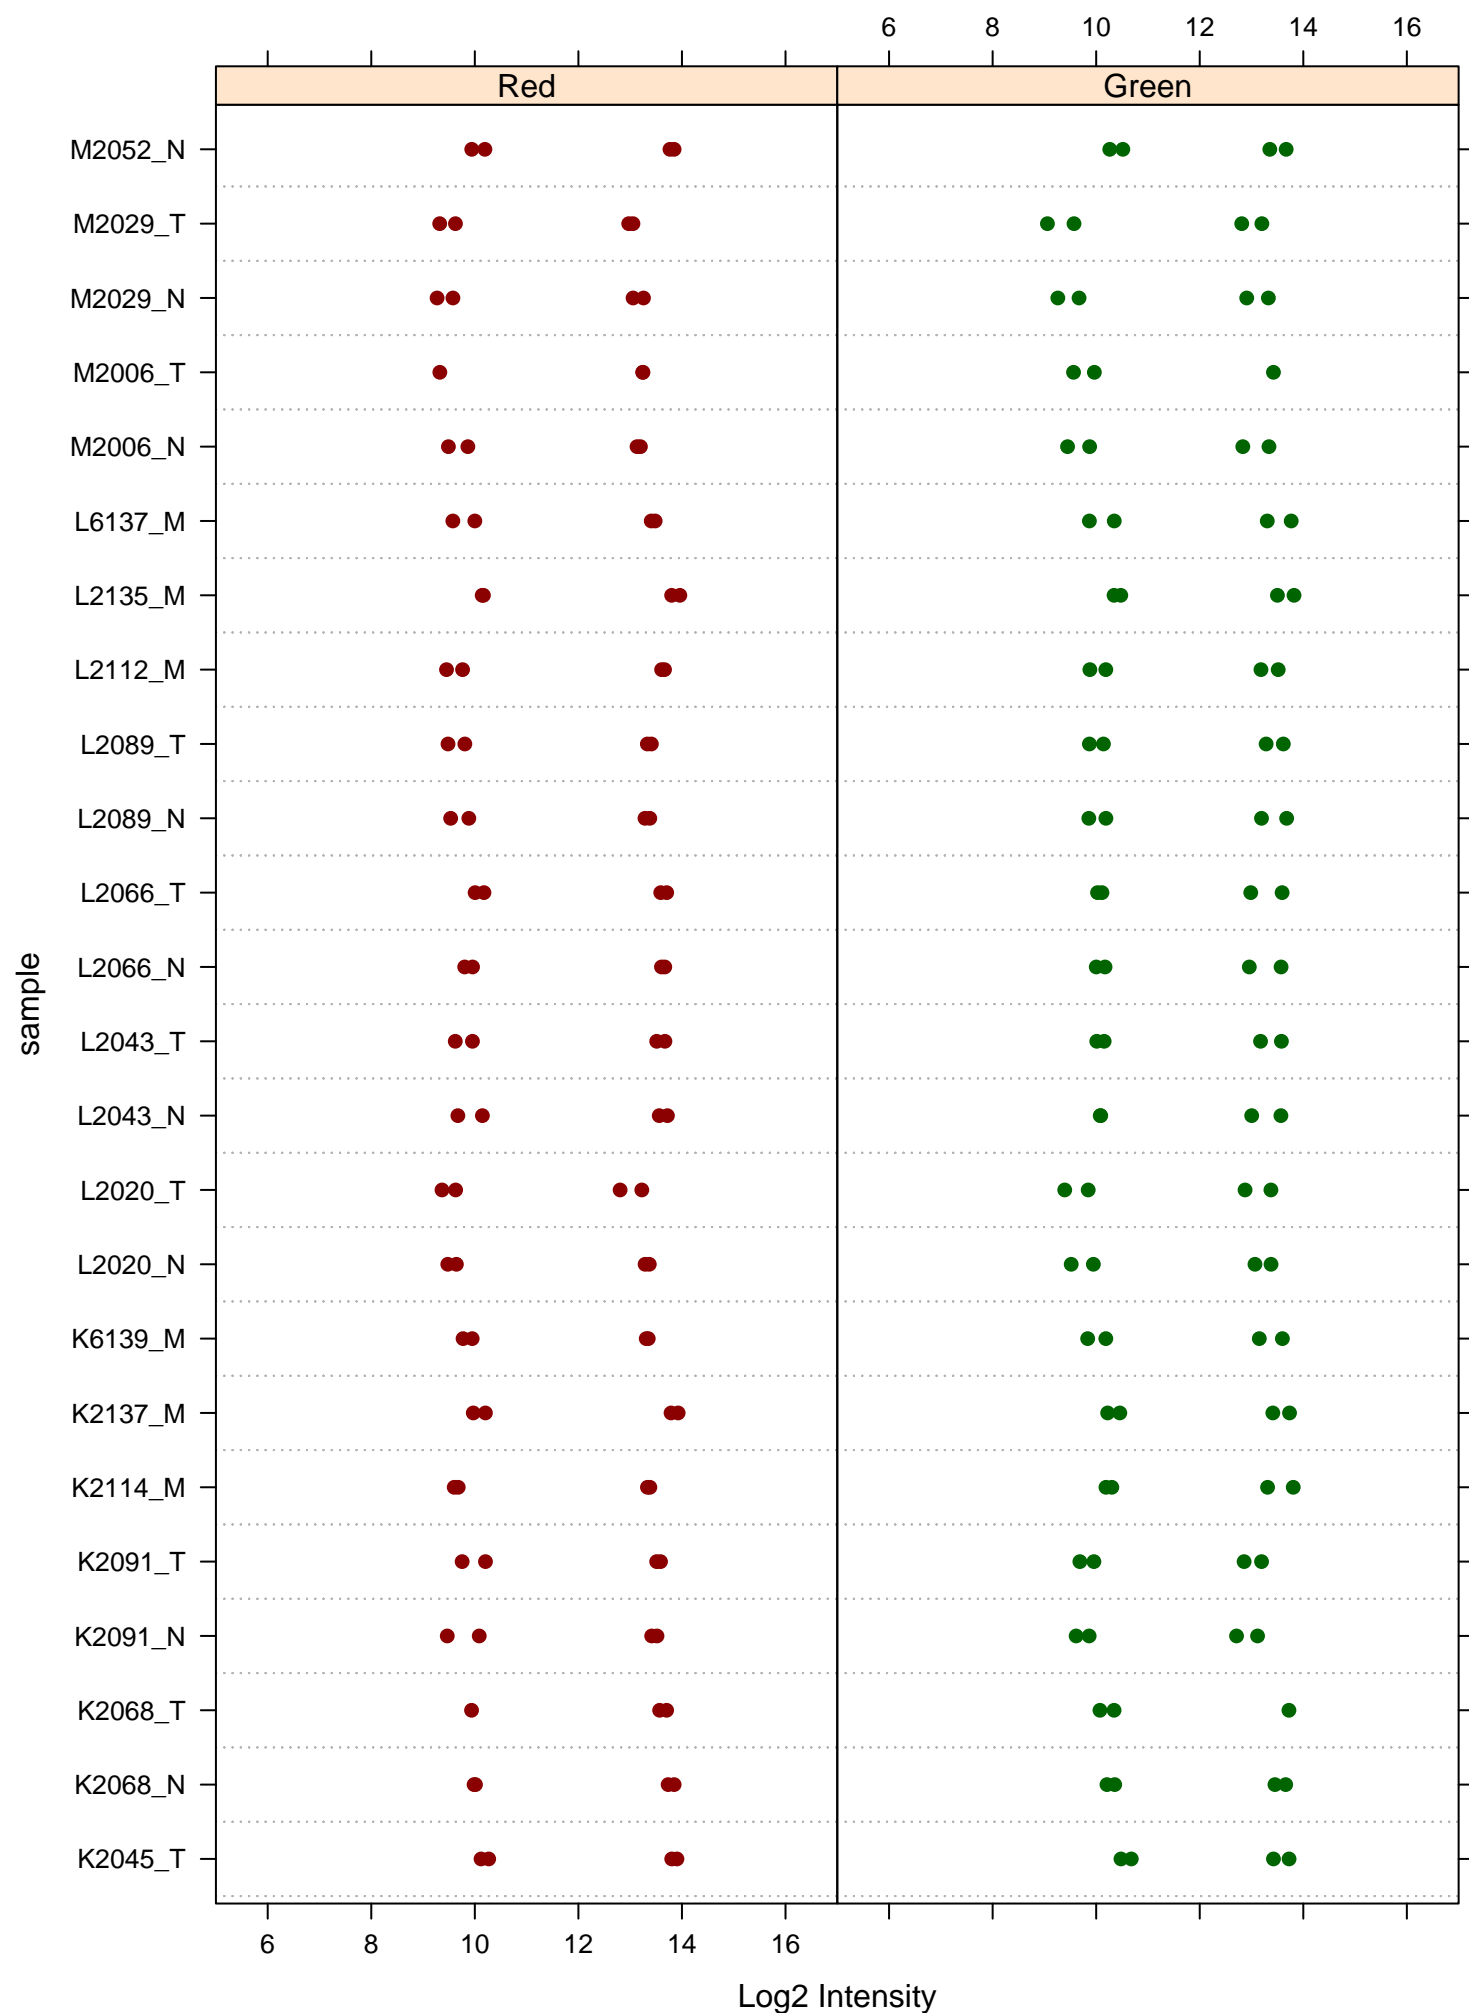 6 8 10 12 14 16
Red Green
M2052_N
M2029_T
M2029_N
M2006_T
M2006_N
L6137_M
L2135_M
L2112_M
L2089_T
L2089_N
L2066_T
L2066_N
L2043_T
L2043_N
L2020_T
L2020_N
K6139_M
K2137_M
K2114_M
K2091_T
K2091_N
K2068_T
K2068_N
K2045_T
sample
6 8 10 12 14 16
Log2 Intensity